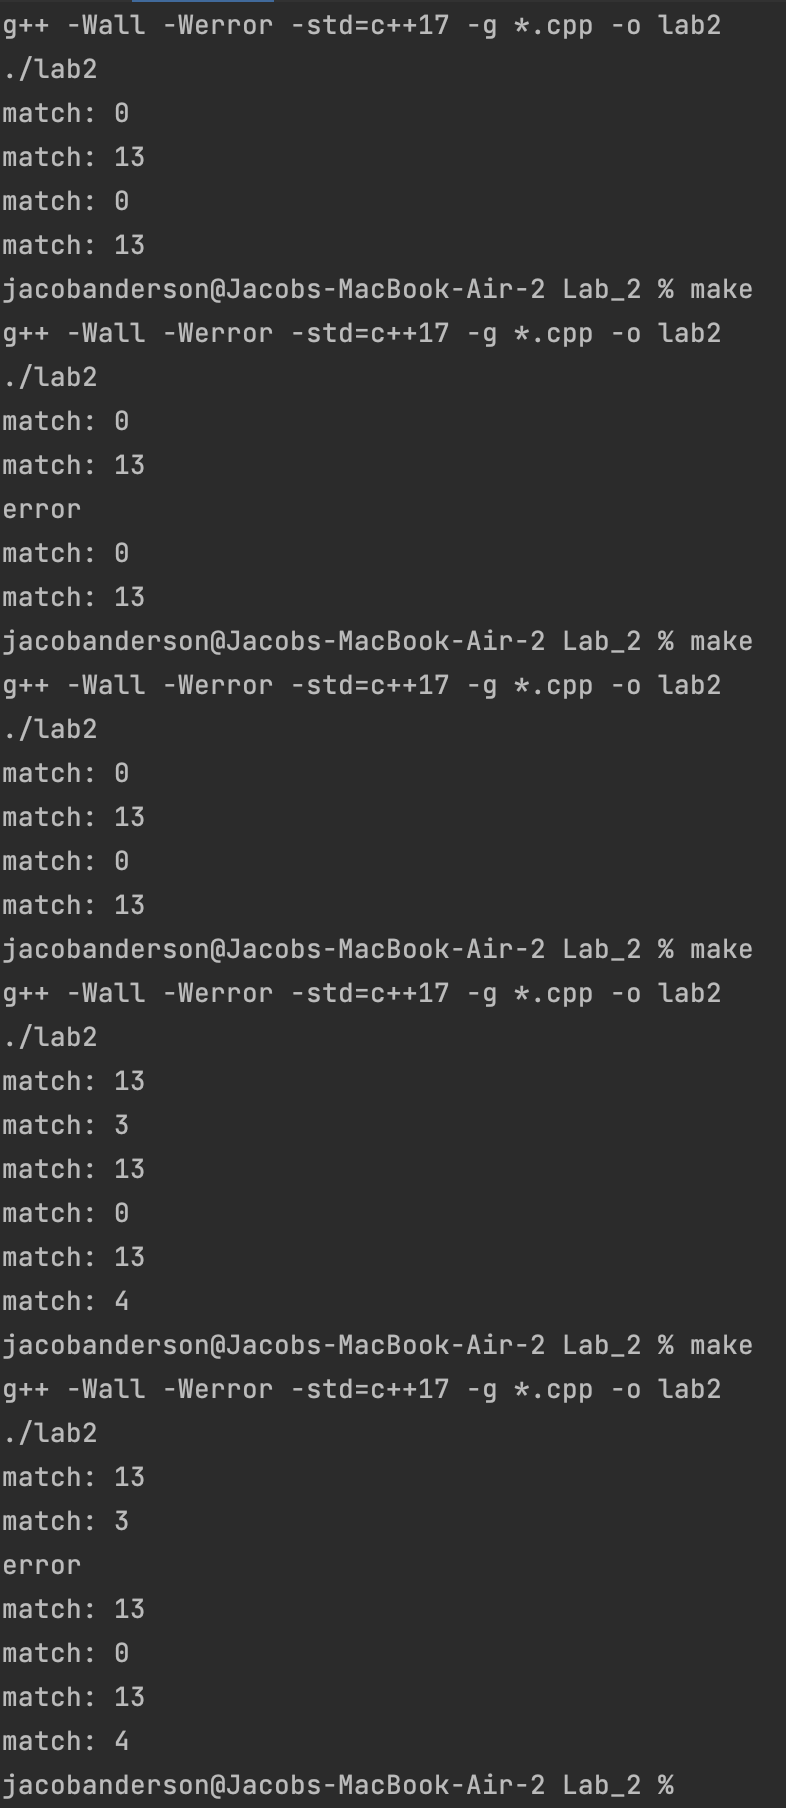 g++ -Wall -Werror -std=c++17 -g *.cpp -o lab2
./lab2
match: 0
match: 13
match: 0
match: 13
jacobanderson@Jacobs-MacBook-Air-2 Lab_2 % make
g++ -Wall -Werror -std=c++17 -g *.cpp -o lab2
./lab2
match: 0
match: 13
error
match: 0
match: 13
jacobanderson@Jacobs-MacBook-Air-2 Lab_2 % make
g++ -Wall -Werror -std=c++17 -g *.cpp -o lab2
./lab2
match: 0
match: 13
match: 0
match: 13
jacobanderson@Jacobs-MacBook-Air-2 Lab_2 % make
g++ -Wall -Werror -std=c++17 -g *.cpp -o lab2
./lab2
match: 13
match: 3
match: 13
match: 0
match: 13
match: 4
jacobanderson@Jacobs-MacBook-Air-2 Lab_2 % make
g++ -Wall -Werror -std=c++17 -g *.cpp -o lab2
./lab2
match: 13
match: 3
error
match: 13
match: 0
match: 13
match: 4
jacobanderson@Jacobs-MacBook-Air-2 Lab_2 %